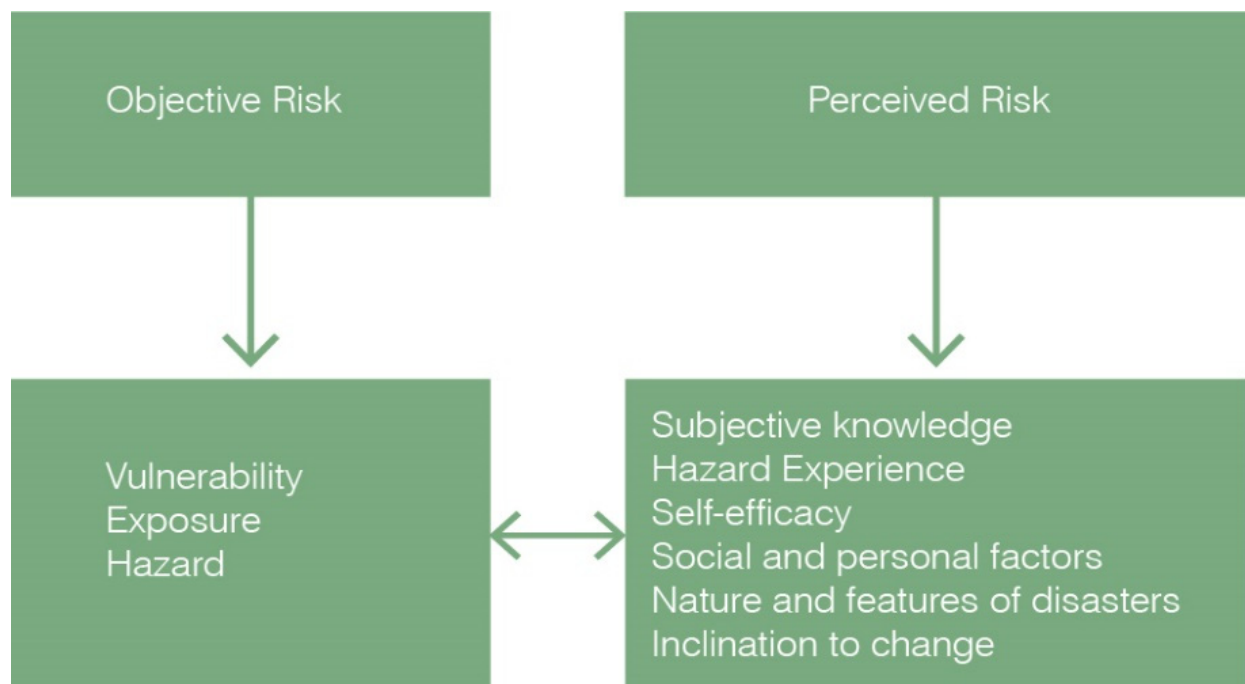 Objective Risk
Perceived Risk
Vulnerability
Exposure
Hazard
Subjective knowledge
Hazard Experience
Self-efficacy
Social and personal factors
Nature and features of disasters
Inclination to change